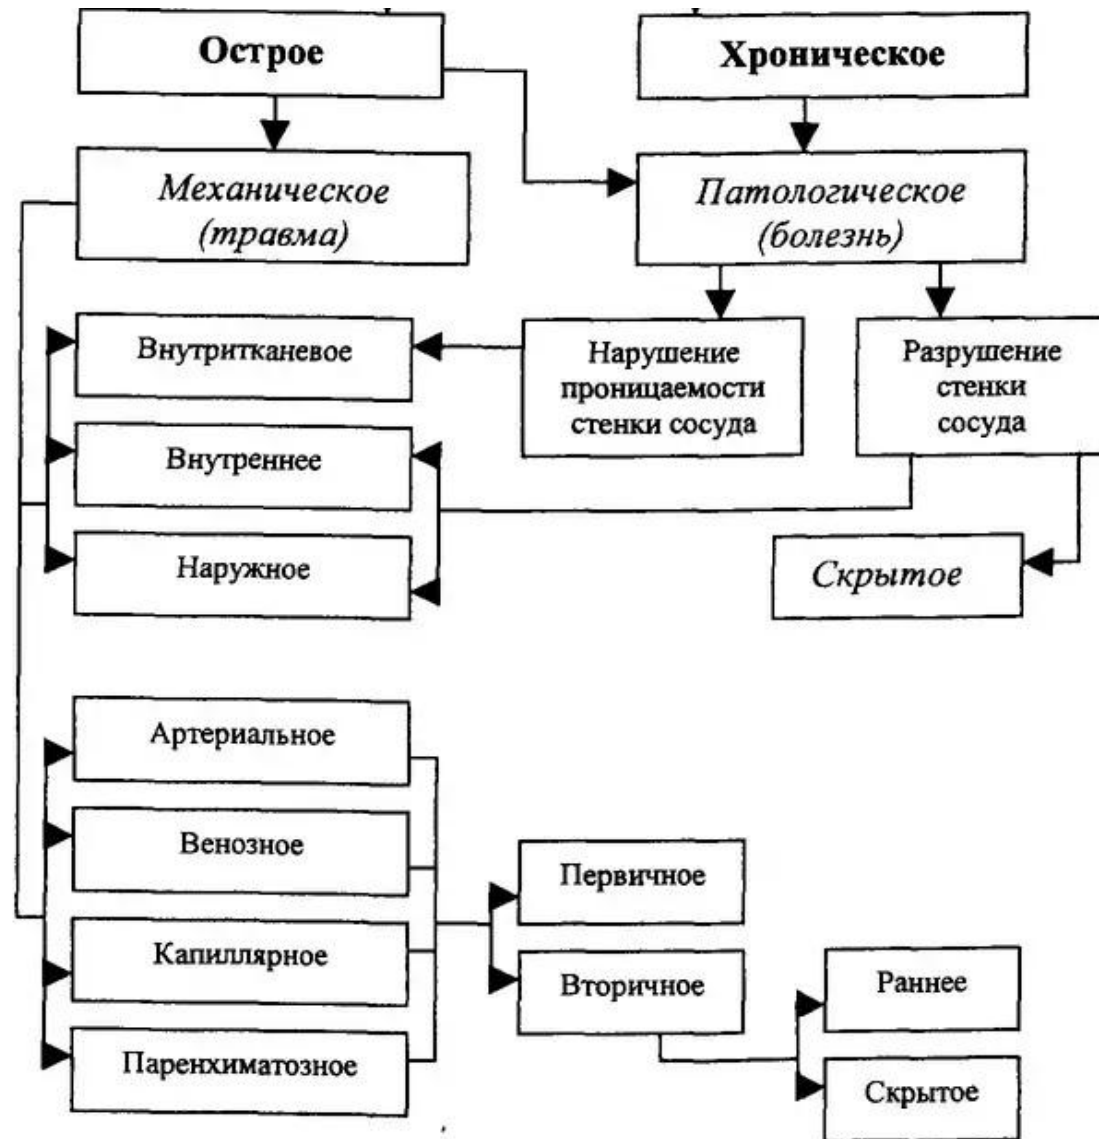 Острое
Хроническое
Механическое
(травма)
Патологическое
(болезнь)
Внутритканевое
Нарушение
проницаемости
стенки сосуда
Разрушение
стенки
сосуда
Внутреннее
Наружное
Скрытое
Артериальное
Венозное
Капиллярное
Паренхиматозное
Первичное
Вторичное
Раннее
Скрытое